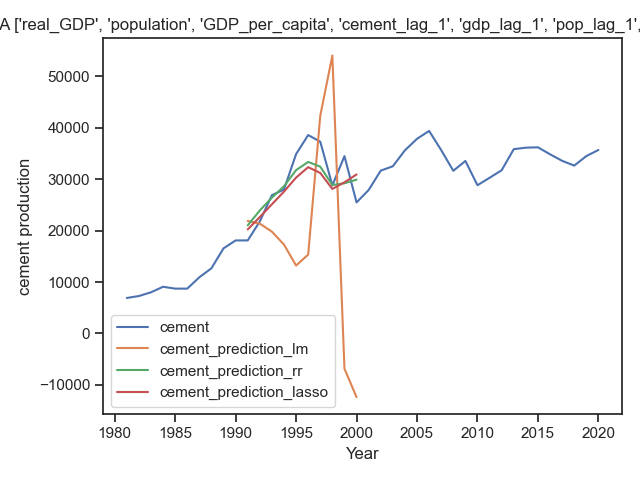 A ['real_GDP', 'population', 'GDP_per_capita', 'cement_lag_1', 'gdp_lag_1', 'pop_lag_1',
cement production
50000
40000
30000
20000
10000
0
−10000
cement
cement_prediction_lm
cement_prediction_rr
cement_prediction_lasso
1980 1985 1990 1995 2000 2005 2010 2015 2020
Year